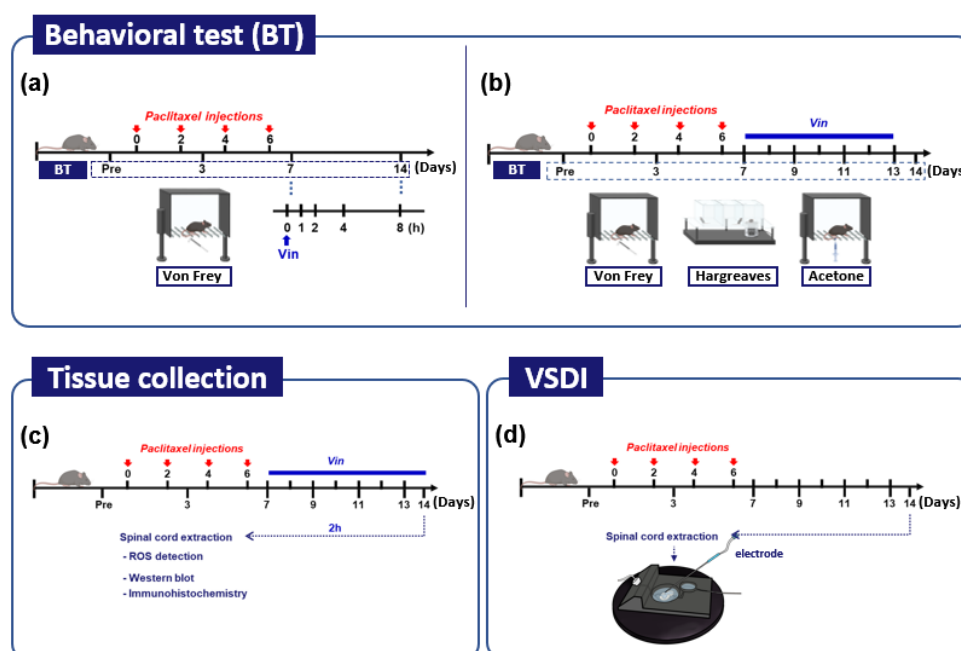 Behavioral test (BT)
(a)
Paclitaxel injections
0 2 4 6
BT
Pre 3 7 14 (Days)
0 1 2 4 8 (h)
Vin
Von Frey
(b)
Paclitaxel injections
Vin
0 2 4 6
BT
Pre 3 7 9 11 13 14 (Days)
Von Frey Hargreaves Acetone
Tissue collection
(c)
Paclitaxel injections
Vin
0 2 4 6
Pre 3 7 9 11 13 14 (Days)
2h
Spinal cord extraction
- ROS detection
- Western blot
- Immunohistochemistry
VSDI
(d)
Paclitaxel injections
0 2 4 6
Pre 3 7 9 11 13 14 (Days)
Spinal cord extraction
electrode